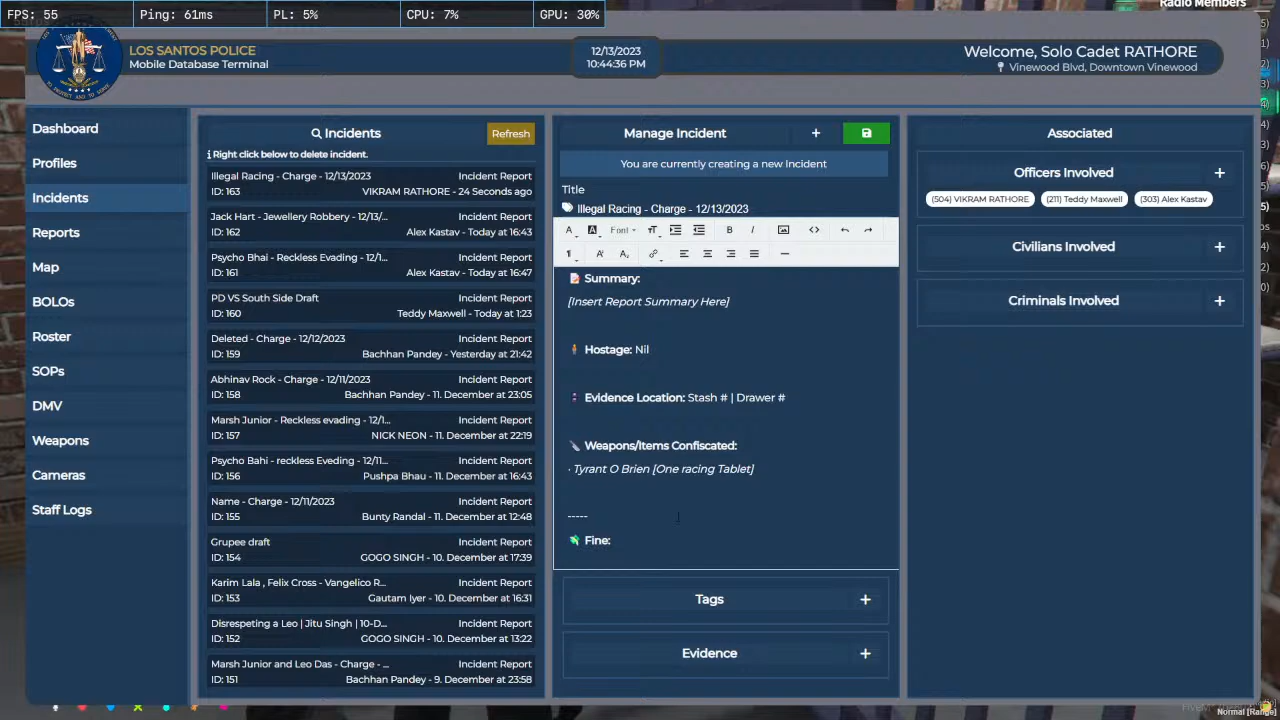 FPS: 55 Ping: 61ms PL: 5% CPU: 7% GPU: 30%
Radio Members
LOS SANTOS POLICE
Mobile Database Terminal
12/13/2023
10:44:36 PM
Welcome, Solo Cadet RATHORE
Vinewood Blvd, Downtown Vinewood
Dashboard
Profiles
Incidents
Reports
Map
BOLOs
Roster
SOPs
DMV
Weapons
Cameras
Staff Logs
Incidents
Refresh
Right click below to delete incident.
Illegal Racing - Charge - 12/13/2023 Incident Report
ID: 163 VIKRAM RATHORE - 24 Seconds ago
Jack Hart - Jewellery Robbery - 12/13/... Incident Report
ID: 162 Alex Kastav - Today at 16:43
Psycho Bhai - Reckless Evading - 12/1... Incident Report
ID: 161 Alex Kastav - Today at 16:47
PD VS South Side Draft Incident Report
ID: 160 Teddy Maxwell - Today at 1:23
Deleted - Charge - 12/12/2023 Incident Report
ID: 159 Bachhan Pandey - Yesterday at 21:42
Abhinav Rock - Charge - 12/11/2023 Incident Report
ID: 158 Bachhan Pandey - 11. December at 23:05
Marsh Junior - Reckless evading - 12/1... Incident Report
ID: 157 NICK NEON - 11. December at 22:19
Psycho Bahi - reckless Eveding - 12/11... Incident Report
ID: 156 Pushpa Bhau - 11. December at 16:43
Name - Charge - 12/11/2023 Incident Report
ID: 155 Bunty Randal - 11. December at 12:48
Grupee draft Incident Report
ID: 154 GOGO SINGH - 10. December at 17:39
Karim Lala , Felix Cross - Vangelico R... Incident Report
ID: 153 Gautam Iyer - 10. December at 16:31
Disrespeting a Leo | Jitu Singh | 10-D... Incident Report
ID: 152 GOGO SINGH - 10. December at 13:22
Marsh Junior and Leo Das - Charge - ... Incident Report
ID: 151 Bachhan Pandey - 9. December at 23:58
Manage Incident
You are currently creating a new Incident
Title
Illegal Racing - Charge - 12/13/2023
Font
Summary:
[Insert Report Summary Here]
Hostage: Nil
Evidence Location: Stash # | Drawer #
Weapons/Items Confiscated:
· Tyrant O Brien [One racing Tablet]
-----
Fine:
Tags
Evidence
Associated
Officers Involved
(504) VIKRAM RATHORE (211) Teddy Maxwell (303) Alex Kastav
Civilians Involved
Criminals Involved
Normal [Range]